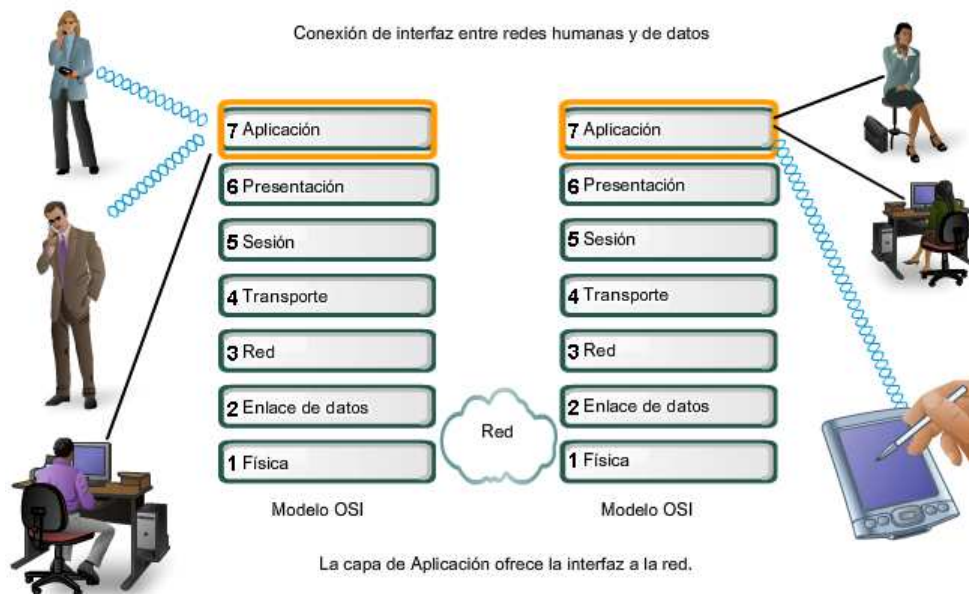 Conexión de interfaz entre redes humanas y de datos
7 Aplicación
6 Presentación
5 Sesión
4 Transporte
3 Red
2 Enlace de datos
1 Física
Modelo OSI
Red
7 Aplicación
6 Presentación
5 Sesión
4 Transporte
3 Red
2 Enlace de datos
1 Física
Modelo OSI
La capa de Aplicación ofrece la interfaz a la red.